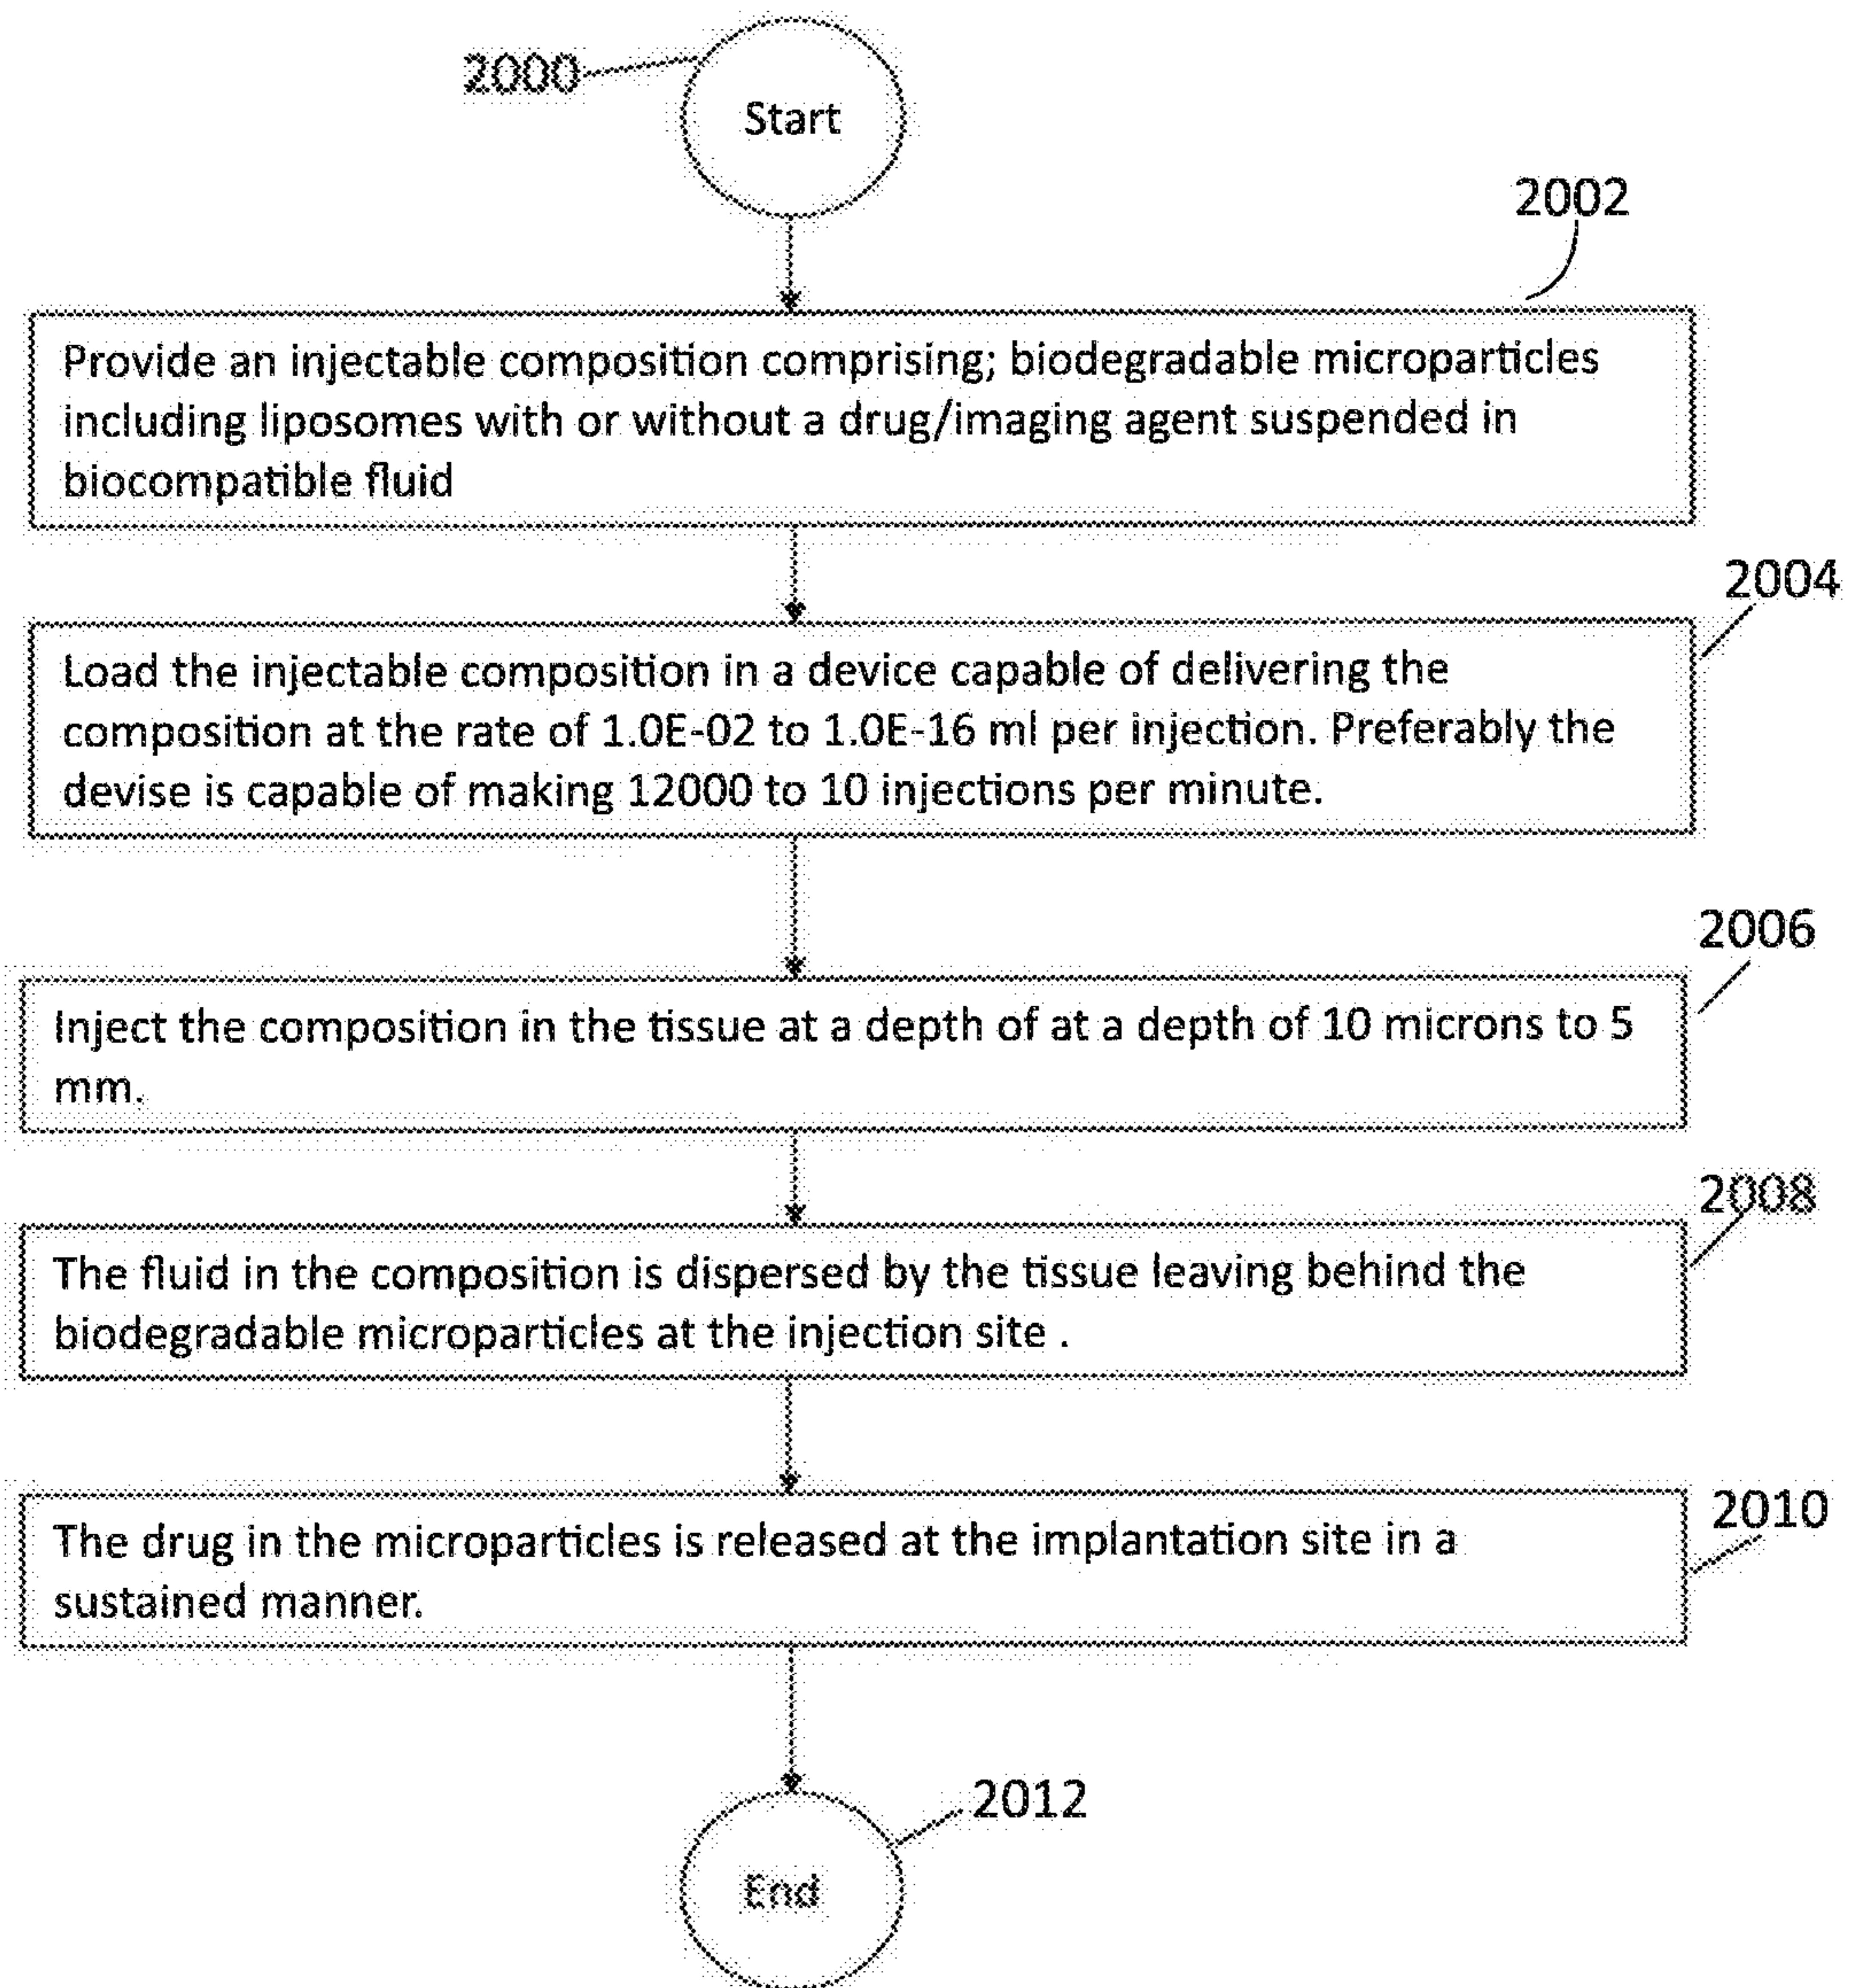 2000
Start
2002
Provide an injectable composition comprising; biodegradable microparticles
including liposomes with or without a drug/imaging agent suspended in
biocompatible fluid
2004
Load the injectable composition in a device capable of delivering the
composition at the rate of 1.0E-02 to 1.0E-16 ml per injection. Preferably the
devise is capable of making 12000 to 10 injections per minute.
2006
Inject the composition in the tissue at a depth of at a depth of 10 microns to 5
mm.
2008
The fluid in the composition is dispersed by the tissue leaving behind the
biodegradable microparticles at the injection site .
2010
The drug in the microparticles is released at the implantation site in a
sustained manner.
2012
End